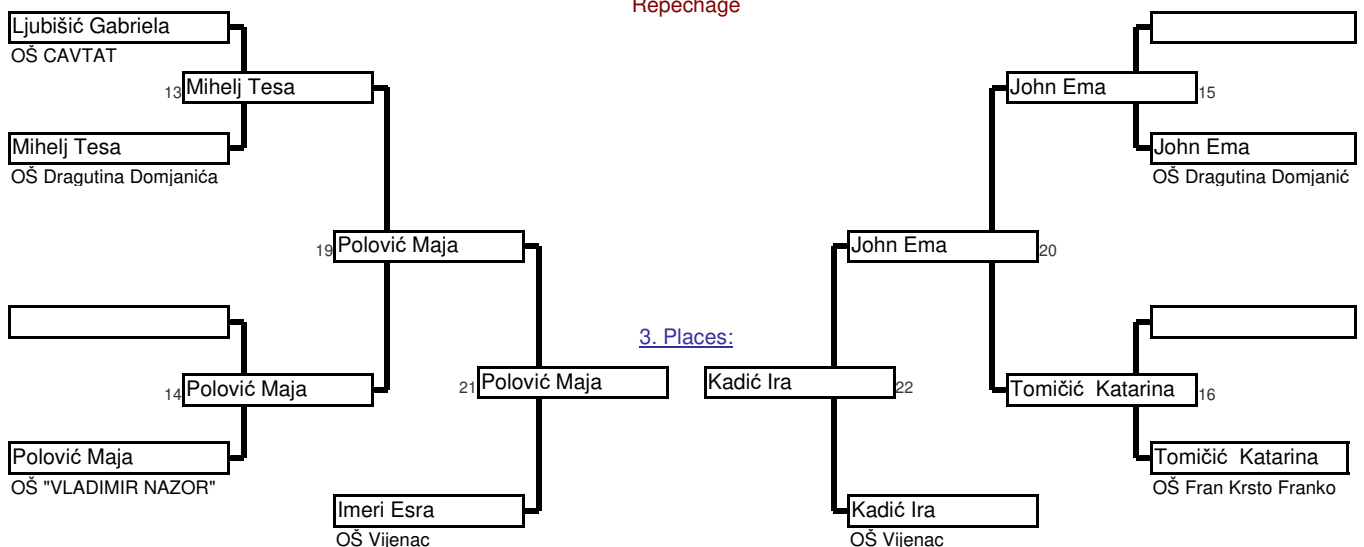 Repechage
Ljubišić Gabriela
OŠ CAVTAT
13 Mihelj Tesa
John Ema 15
Mihelj Tesa
OŠ Dragutina Domjanića
John Ema
OŠ Dragutina Domjanić
19 Polović Maja
John Ema 20
3. Places:
14 Polović Maja
21 Polović Maja
Kadić Ira 22
Tomičić Katarina 16
Polović Maja
OŠ "VLADIMIR NAZOR"
Tomičić Katarina
OŠ Fran Krsto Franko
Imeri Esra
OŠ Vijenac
Kadić Ira
OŠ Vijenac